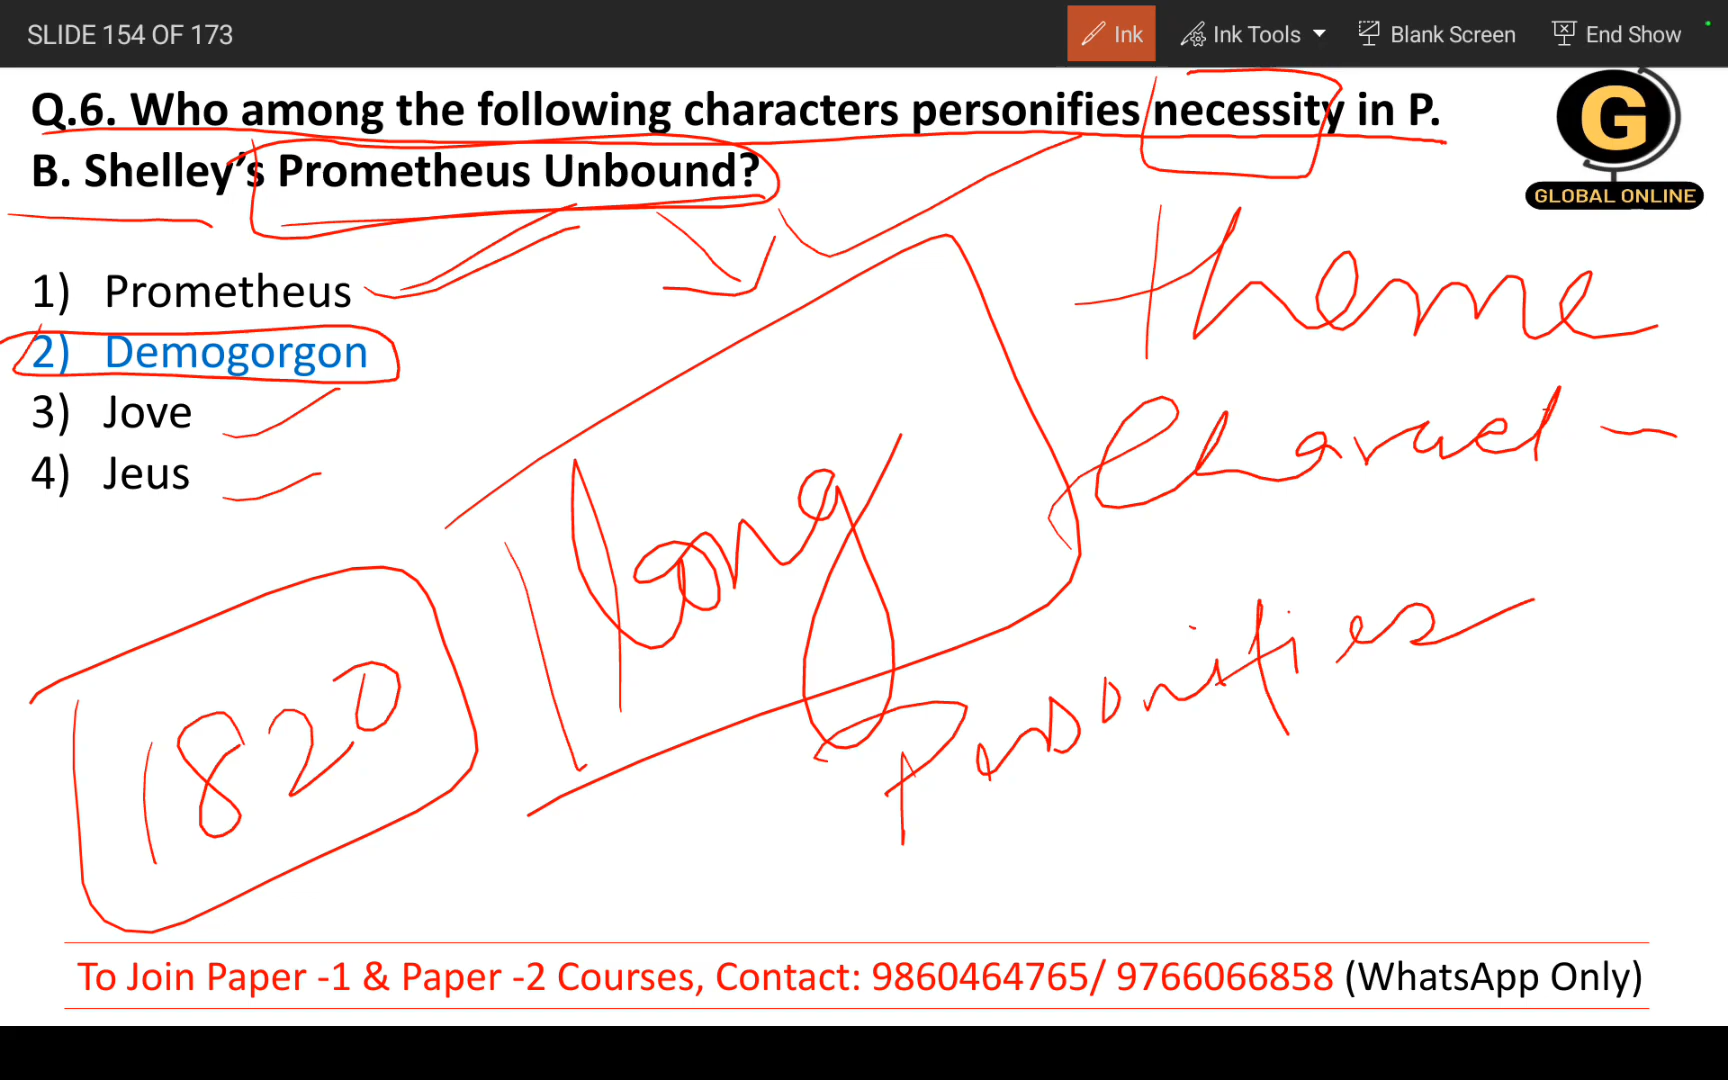 SLIDE 154 OF 173
Ink
Ink Tools
Blank Screen
End Show
Q.6. Who among the following characters personifies necessity in P.
B. Shelley's Prometheus Unbound?
G
GLOBAL ONLINE
1) Prometheus
2) Demogorgon
3) Jove
4) Jeus
theme
long
Personifies
1820
To Join Paper -1 & Paper -2 Courses, Contact: 9860464765/ 9766066858 (WhatsApp Only)